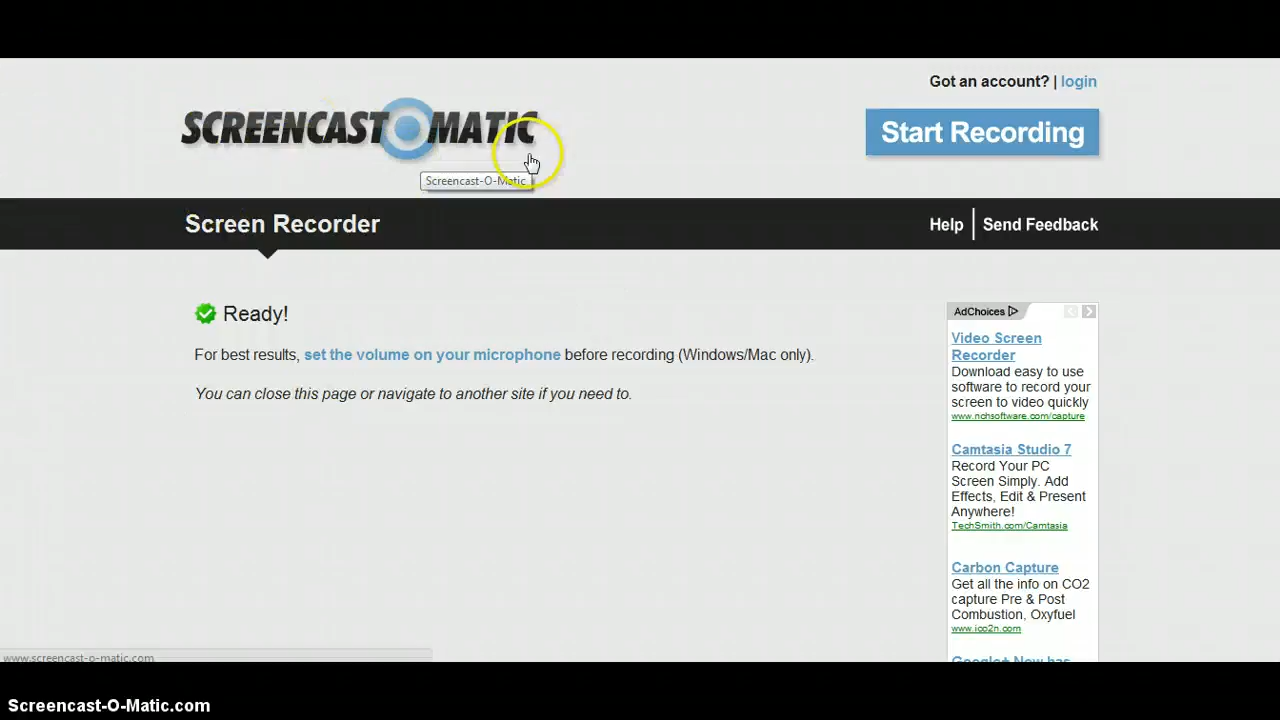 Got an account? | login
SCREENCAST O MATIC
Start Recording
Screencast-O-Matic
Screen Recorder
Help | Send Feedback
Ready!
For best results, set the volume on your microphone before recording (Windows/Mac only).
You can close this page or navigate to another site if you need to.
AdChoices
Video Screen
Recorder
Download easy to use
software to record your
screen to video quickly
www.nchsoftware.com/capture
Camtasia Studio 7
Record Your PC
Screen Simply. Add
Effects, Edit & Present
Anywhere!
TechSmith.com/Camtasia
Carbon Capture
Get all the info on CO2
capture Pre & Post
Combustion, Oxyfuel
www.ico2n.com
Google+ Now has
www.screencast-o-matic.com
Screencast-O-Matic.com